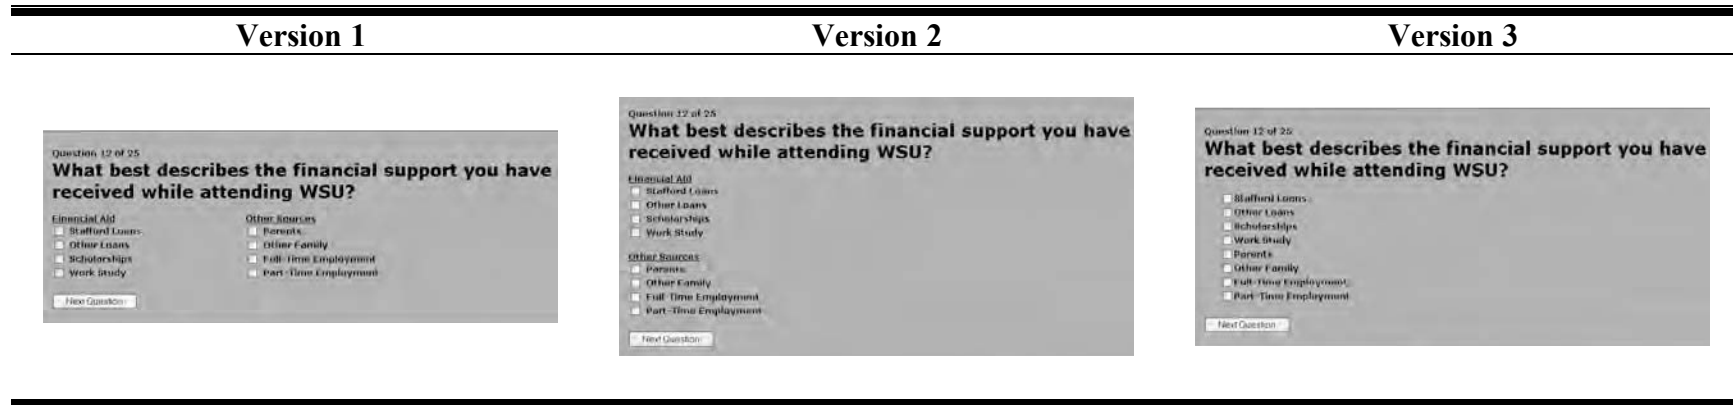 Version 1
Version 2
Version 3
Question 12 of 25
What best describes the financial support you have
received while attending WSU?
Financial Aid
Stafford Loans
Other Loans
Scholarships
Work Study
Other Sources
Parents
Other Family
Full-Time Employment
Part-Time Employment
Next Question
Question 12 of 25
What best describes the financial support you have
received while attending WSU?
Financial Aid
Stafford Loans
Other Loans
Scholarships
Work Study
Other Sources
Parents
Other Family
Full-Time Employment
Part-Time Employment
Next Question
Question 12 of 25
What best describes the financial support you have
received while attending WSU?
Stafford Loans
Other Loans
Scholarships
Work Study
Parents
Other Family
Full-Time Employment
Part-Time Employment
Next Question